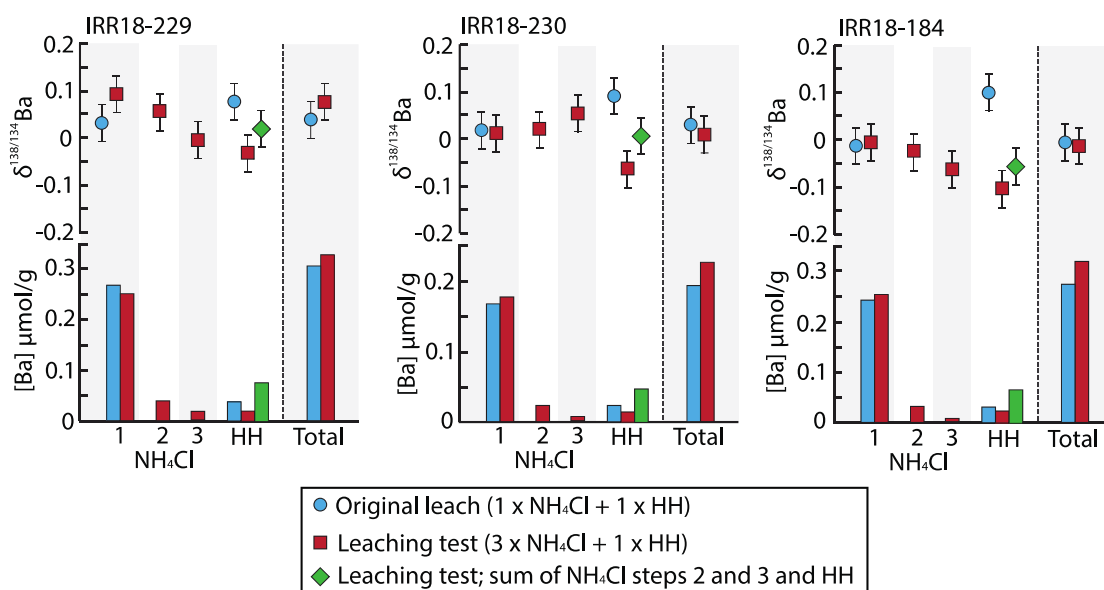 IRR18-229
0.2
0.1
0
-0.1
-0.2
δ¹³⁸/¹³⁴Ba
0.3
0.2
0.1
0
[Ba] μmol/g
1 2 3 HH Total
NH₄Cl
IRR18-230
0.2
0.1
0
-0.1
-0.2
δ¹³⁸/¹³⁴Ba
0.2
0.1
0
[Ba] μmol/g
1 2 3 HH Total
NH₄Cl
IRR18-184
0.2
0.1
0
-0.1
-0.2
δ¹³⁸/¹³⁴Ba
0.3
0.2
0.1
0
[Ba] μmol/g
1 2 3 HH Total
NH₄Cl
Original leach (1 x NH₄Cl + 1 x HH)
Leaching test (3 x NH₄Cl + 1 x HH)
Leaching test; sum of NH₄Cl steps 2 and 3 and HH